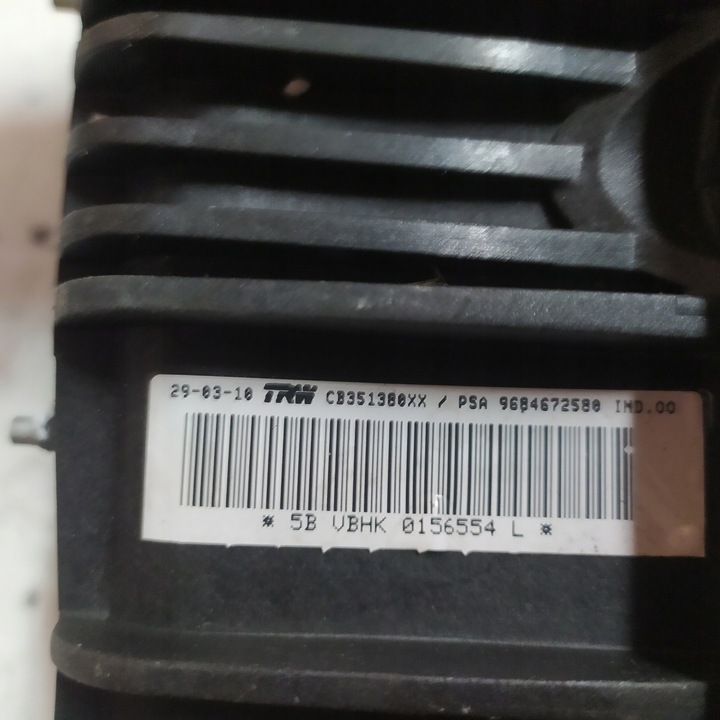 29-03-10 TRW CB351380XX / PSA 9684672580 IND.00
* 5B VBHK 0156554 L *